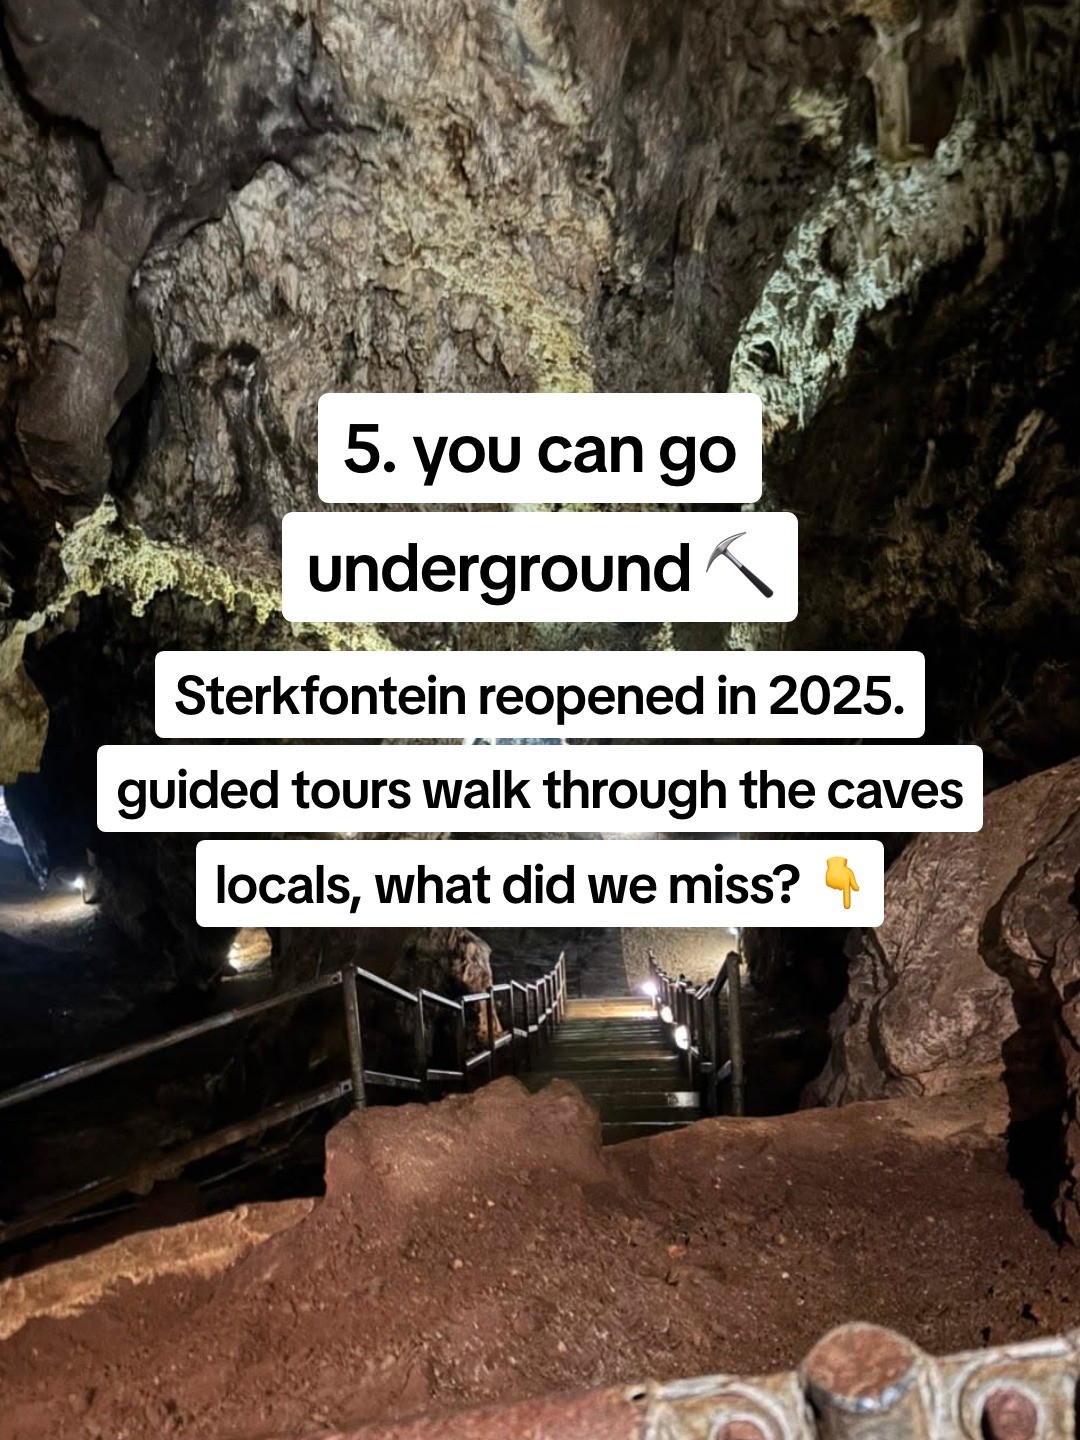 5. you can go
underground ⛏️
Sterkfontein reopened in 2025.
guided tours walk through the caves
locals, what did we miss? 👇